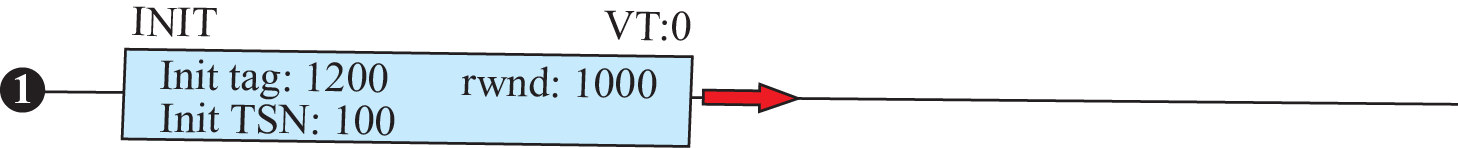 INIT VT:0
1 Init tag: 1200 rwnd: 1000
Init TSN: 100